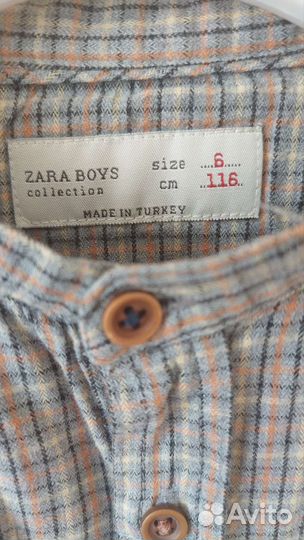 ZARA BOYS
collection
size ....6.....
cm ..116...
MADE IN TURKEY
Avito